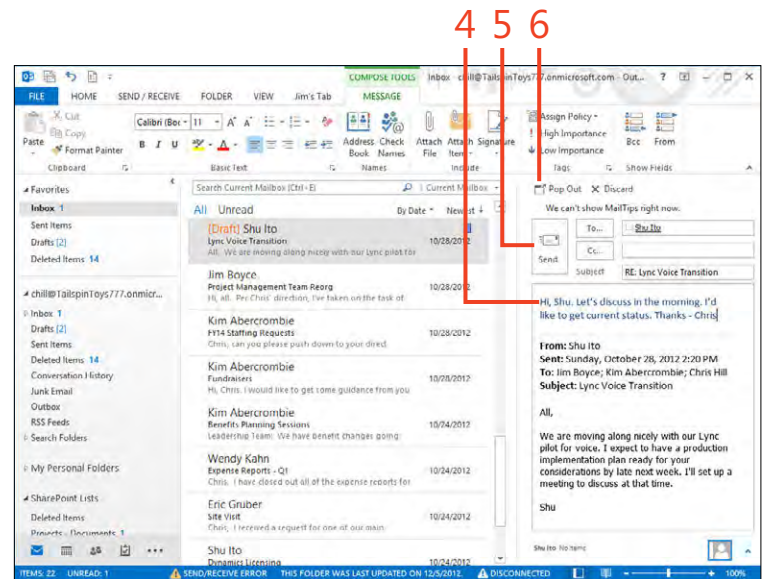 4 5 6
COMPOSE TOOLS Inbox - chill@TailspinToys777.onmicrosoft.com - Out... ?
FILE HOME SEND / RECEIVE FOLDER VIEW Jim's Tab MESSAGE
Paste
Cut
Copy
Format Painter
Clipboard
Calibri (Boc 11 A A
B I U A
Basic Text
Address Book
Check Names
Names
Attach File
Attach Item
Signature
Include
Assign Policy
! High Importance
Low Importance
Tags
Bcc From
Show Fields
Favorites
Inbox 1
Sent Items
Drafts [2]
Deleted Items 14
chill@TailspinToys777.onmicr...
Inbox 1
Drafts [2]
Sent Items
Deleted Items 14
Conversation History
Junk Email
Outbox
RSS Feeds
Search Folders
My Personal Folders
SharePoint Lists
Deleted Items
Projects - Documents 1
Search Current Mailbox (Ctrl+E) Current Mailbox
All Unread By Date Newest ↓
[Draft] Shu Ito
Lync Voice Transition 10/28/2012
All, We are moving along nicely with our Lync pilot for
Jim Boyce
Project Management Team Reorg 10/28/2012
Hi, all. Per Chris' direction, I've taken on the task of
Kim Abercrombie
FY14 Staffing Requests 10/28/2012
Chris, can you please push down to your direct
Kim Abercrombie
Fundraisers 10/28/2012
Hi, Chris. I would like to get some guidance from you
Kim Abercrombie
Benefits Planning Sessions 10/24/2012
Leadership Team: We have benefit changes going
Wendy Kahn
Expense Reports - Q1 10/24/2012
Chris, I have closed out all of the expense reports for
Eric Gruber
Site Visit 10/24/2012
Chris, I received a request for one of our main
Shu Ito
Dynamics Licensing 10/24/2012
Pop Out Discard
We can't show MailTips right now.
Send
To... Shu Ito
Cc...
Subject RE: Lync Voice Transition
Hi, Shu. Let's discuss in the morning. I'd
like to get current status. Thanks - Chris
From: Shu Ito
Sent: Sunday, October 28, 2012 2:20 PM
To: Jim Boyce; Kim Abercrombie; Chris Hill
Subject: Lync Voice Transition
All,
We are moving along nicely with our Lync
pilot for voice. I expect to have a production
implementation plan ready for your
considerations by late next week. I'll set up a
meeting to discuss at that time.
Shu
Shu Ito No Items
ITEMS: 22 UNREAD: 1 SEND/RECEIVE ERROR THIS FOLDER WAS LAST UPDATED ON 12/5/2012. DISCONNECTED 100%